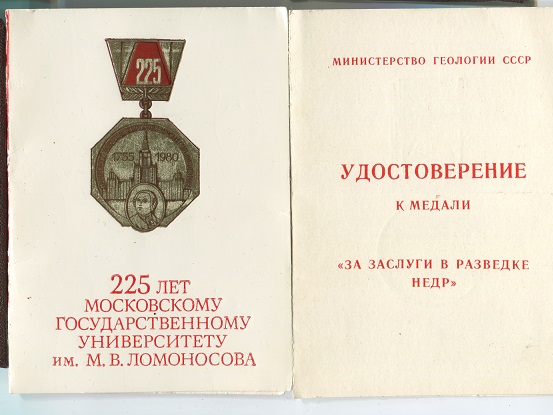 225
1755 1980
225 ЛЕТ
МОСКОВСКОМУ
ГОСУДАРСТВЕННОМУ
УНИВЕРСИТЕТУ
ИМ. М. В. ЛОМОНОСОВА
МИНИСТЕРСТВО ГЕОЛОГИИ СССР
УДОСТОВЕРЕНИЕ
К МЕДАЛИ
«ЗА ЗАСЛУГИ В РАЗВЕДКЕ
НЕДР»